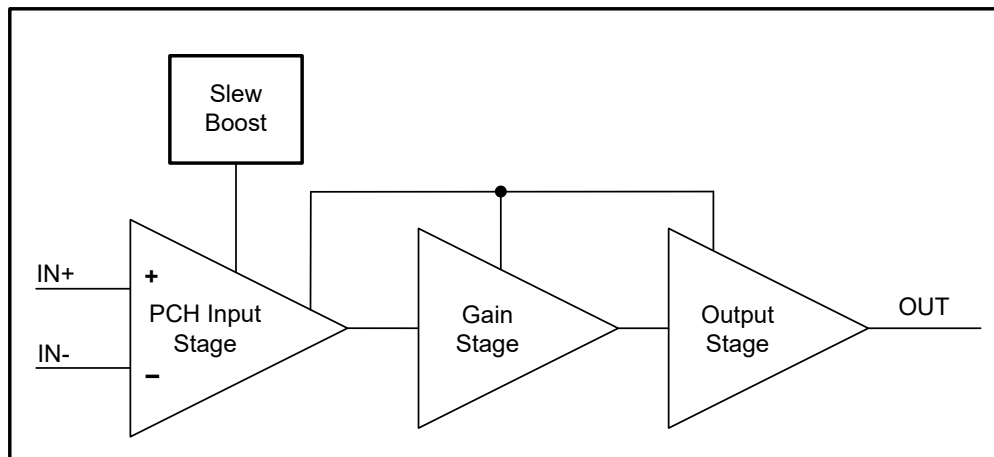 Slew
Boost
IN+
+
PCH Input
Stage
IN-
−
Gain
Stage
Output
Stage
OUT